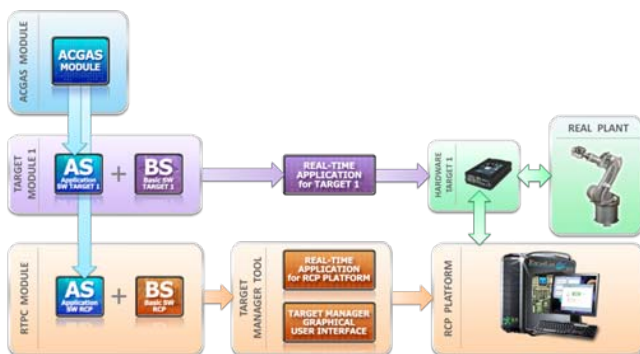 ACGAS MODULE
ACGAS
MODULE
TARGET
MODULE 1
AS
Application
SW TARGET 1
+
BS
Basic SW
TARGET 1
REAL-TIME
APPLICATION
for TARGET 1
HARDWARE
TARGET 1
REAL PLANT
RTPC MODULE
AS
Application
SW RCP
+
BS
Basic SW
RCP
TARGET
MANAGER TOOL
REAL-TIME
APPLICATION
for RCP PLATFORM
TARGET MANAGER
GRAPHICAL
USER INTERFACE
RCP PLATFORM